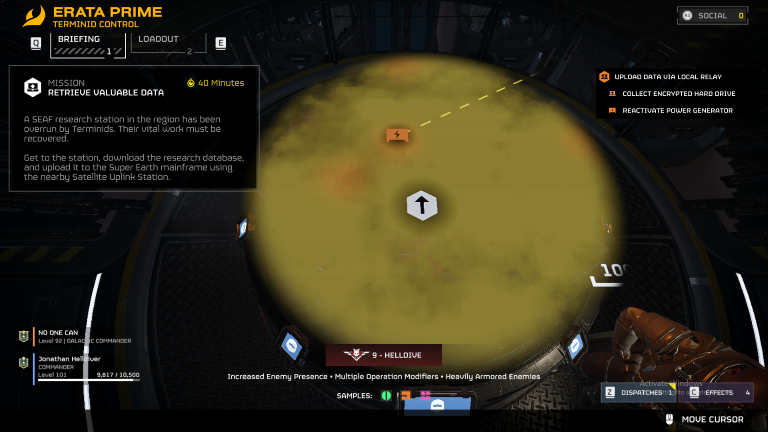 ERATA PRIME
TERMINID CONTROL
SOCIAL 0
Q
BRIEFING
1
LOADOUT
2
E
MISSION
RETRIEVE VALUABLE DATA
40 Minutes
A SEAF research station in the region has been
overrun by Terminids. Their vital work must be
recovered.
Get to the station, download the research database,
and upload it to the Super Earth mainframe using
the nearby Satellite Uplink Station.
UPLOAD DATA VIA LOCAL RELAY
COLLECT ENCRYPTED HARD DRIVE
REACTIVATE POWER GENERATOR
NO ONE CAN
Level 92 | GALACTIC COMMANDER
Jonathan Helldiver
COMMANDER
Level 101
9,817 / 10,500
9 - HELLDIVE
Increased Enemy Presence • Multiple Operation Modifiers • Heavily Armored Enemies
SAMPLES:
Activate Windows
Z DISPATCHES 1
C EFFECTS 4
MOVE CURSOR